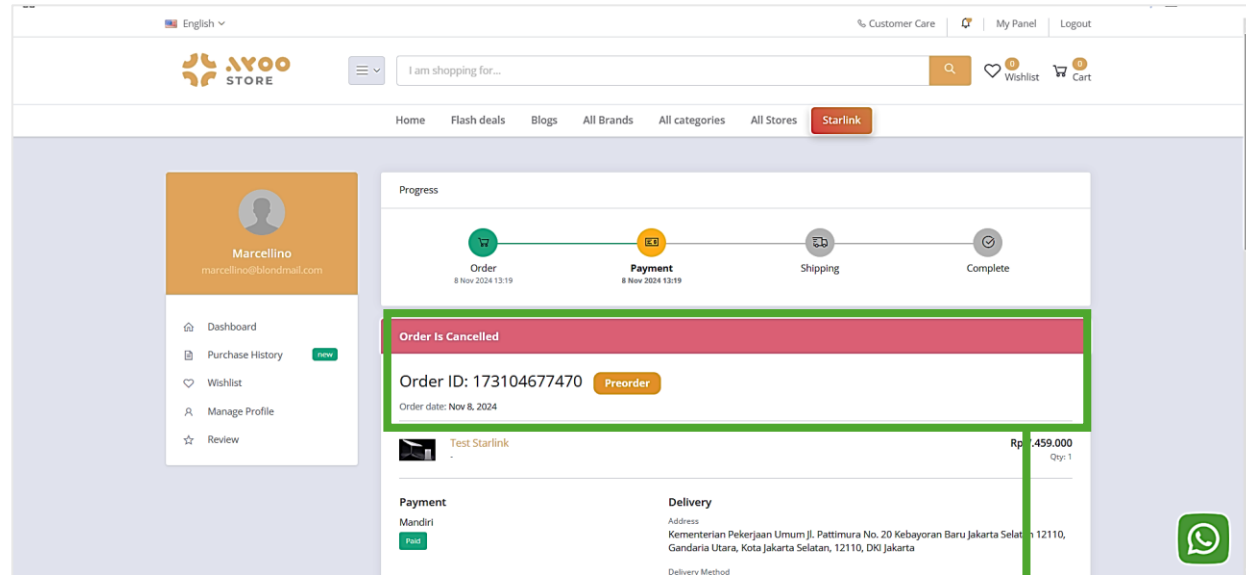 English
Customer Care
My Panel
Logout
AYOO
STORE
I am shopping for...
0
Wishlist
0
Cart
Home
Flash deals
Blogs
All Brands
All categories
All Stores
Starlink
Marcellino
marcellino@blondmail.com
Dashboard
Purchase History
new
Wishlist
Manage Profile
Review
Progress
Order
8 Nov 2024 13:19
Payment
8 Nov 2024 13:19
Shipping
Complete
Order Is Cancelled
Order ID: 173104677470
Preorder
Order date: Nov 8, 2024
Test Starlink
-
Rp 7.459.000
Qty: 1
Payment
Mandiri
Paid
Delivery
Address
Kementerian Pekerjaan Umum Jl. Pattimura No. 20 Kebayoran Baru Jakarta Selatan 12110,
Gandaria Utara, Kota Jakarta Selatan, 12110, DKI Jakarta
Delivery Method